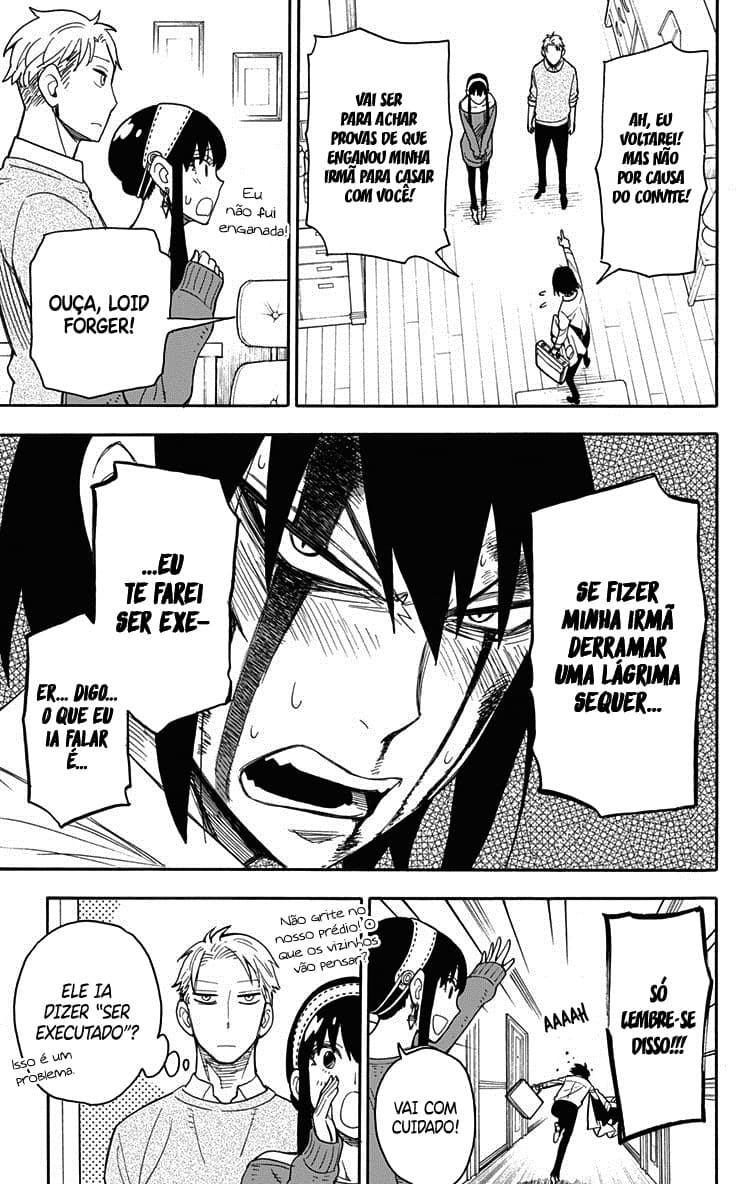 AH, EU
VOLTAREI!
MAS NÃO
POR CAUSA
DO CONVITE!
VAI SER
PARA ACHAR
PROVAS DE QUE
ENGANOU MINHA
IRMÃ PARA CASAR
COM VOCÊ!
Eu
não fui
enganada!
OUÇA, LOID
FORGER!
SE FIZER
MINHA IRMÃ
DERRAMAR
UMA LÁGRIMA
SEQUER...
...EU
TE FAREI
SER EXE-
ER... DIGO...
O QUE EU
IA FALAR
É...
SÓ
LEMBRE-SE
DISSO!!!
AAAAH
VAI COM
CUIDADO!
Não grite no
nosso prédio! O
que os vizinhos
vão pensar?
ELE IA
DIZER "SER
EXECUTADO"?
Isso é um
problema.